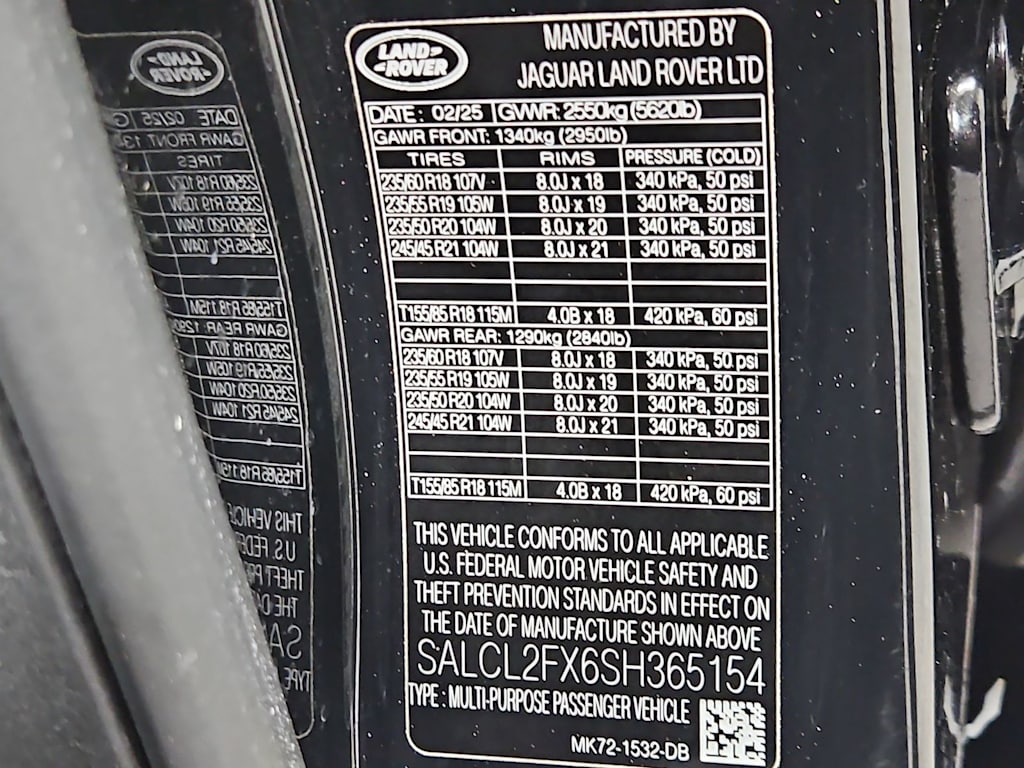 LAND ROVER
MANUFACTURED BY
JAGUAR LAND ROVER LTD
DATE : 02/25 GVWR: 2550kg (5620lb)
GAWR FRONT: 1340kg (2950lb)
TIRES RIMS PRESSURE (COLD)
235/60 R18 107V 8.0J x 18 340 kPa, 50 psi
235/55 R19 105W 8.0J x 19 340 kPa, 50 psi
235/50 R20 104W 8.0J x 20 340 kPa, 50 psi
245/45 R21 104W 8.0J x 21 340 kPa, 50 psi
T155/85 R18 115M 4.0B x 18 420 kPa, 60 psi
GAWR REAR: 1290kg (2840lb)
235/60 R18 107V 8.0J x 18 340 kPa, 50 psi
235/55 R19 105W 8.0J x 19 340 kPa, 50 psi
235/50 R20 104W 8.0J x 20 340 kPa, 50 psi
245/45 R21 104W 8.0J x 21 340 kPa, 50 psi
T155/85 R18 115M 4.0B x 18 420 kPa, 60 psi
THIS VEHICLE CONFORMS TO ALL APPLICABLE
U.S. FEDERAL MOTOR VEHICLE SAFETY AND
THEFT PREVENTION STANDARDS IN EFFECT ON
THE DATE OF MANUFACTURE SHOWN ABOVE
SALCL2FX6SH365154
TYPE : MULTI-PURPOSE PASSENGER VEHICLE
MK72-1532-DB